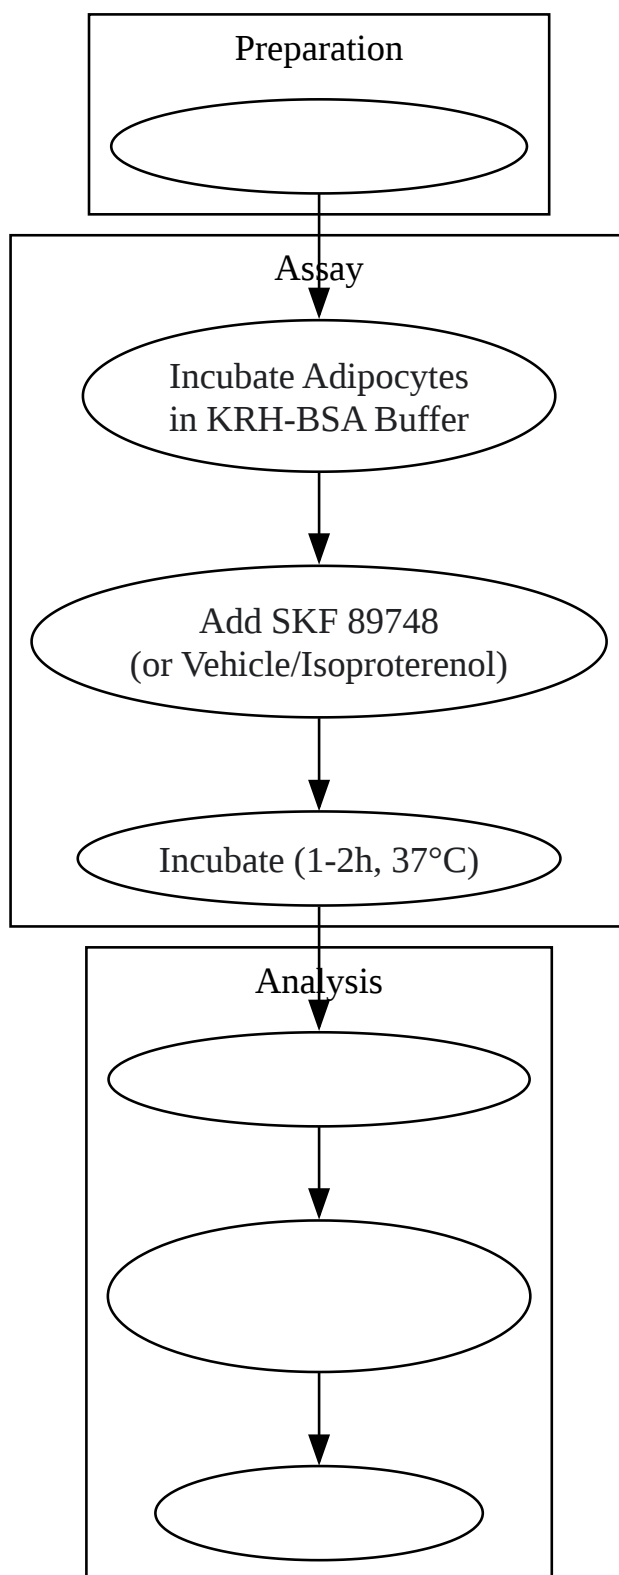 Preparation
Assay
Incubate Adipocytes
in KRH-BSA Buffer
Add SKF 89748
(or Vehicle/Isoproterenol)
Incubate (1-2h, 37°C)
Analysis